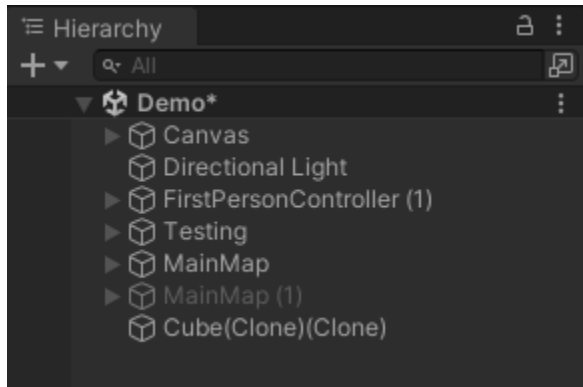 Hierarchy
All
Demo*
Canvas
Directional Light
FirstPersonController (1)
Testing
MainMap
MainMap (1)
Cube(Clone)(Clone)